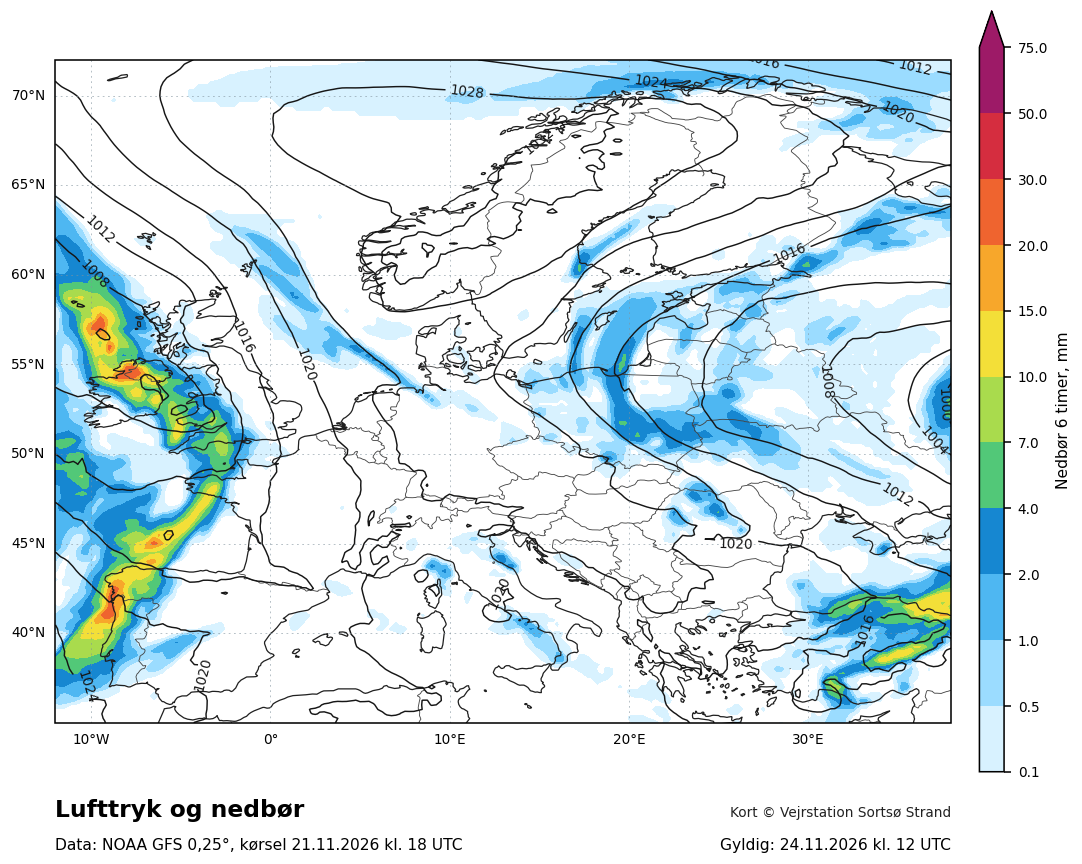 75.0
50.0
30.0
20.0
15.0
10.0
7.0
4.0
2.0
1.0
0.5
0.1
Nedbør 6 timer, mm
70°N
65°N
60°N
55°N
50°N
45°N
40°N
10°W
0°
10°E
20°E
30°E
1016
1012
1024
1028
1020
1012
1008
1016
1016
1020
1008
1000
1004
1012
1020
1020
1016
1020
1024
Lufttryk og nedbør
Kort © Vejrstation Sortsø Strand
Data: NOAA GFS 0,25°, kørsel 21.11.2026 kl. 18 UTC
Gyldig: 24.11.2026 kl. 12 UTC